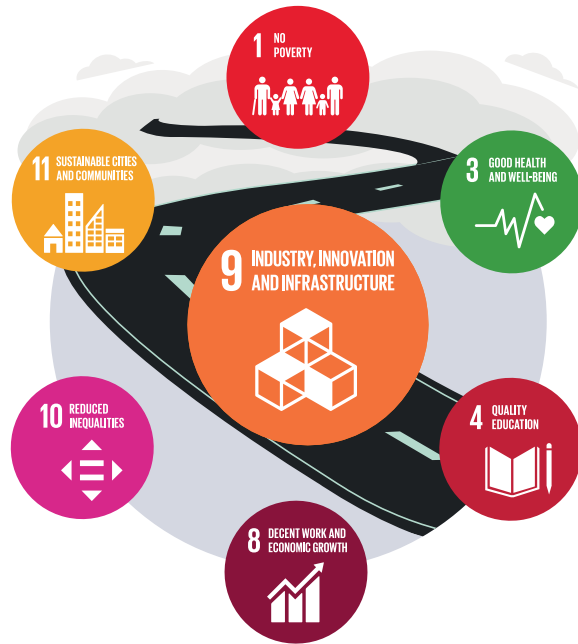 1 NO
POVERTY
11 SUSTAINABLE CITIES
AND COMMUNITIES
3 GOOD HEALTH
AND WELL-BEING
9 INDUSTRY, INNOVATION
AND INFRASTRUCTURE
10 REDUCED
INEQUALITIES
4 QUALITY
EDUCATION
8 DECENT WORK AND
ECONOMIC GROWTH